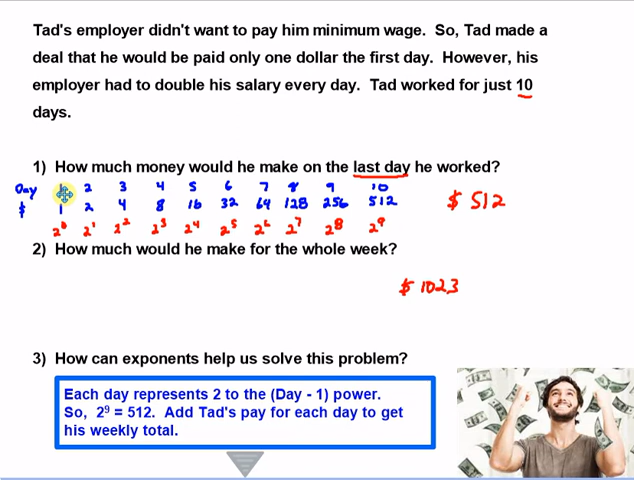 Tad's employer didn't want to pay him minimum wage. So, Tad made a
deal that he would be paid only one dollar the first day. However, his
employer had to double his salary every day. Tad worked for just 10
days.
1) How much money would he make on the last day he worked?
Day 1 2 3 4 5 6 7 8 9 10
$ 1 2 4 8 16 32 64 128 256 512
$ 512
2⁰ 2¹ 2² 2³ 2⁴ 2⁵ 2⁶ 2⁷ 2⁸ 2⁹
2) How much would he make for the whole week?
$ 1023
3) How can exponents help us solve this problem?
Each day represents 2 to the (Day - 1) power.
So, 2⁹ = 512. Add Tad's pay for each day to get
his weekly total.